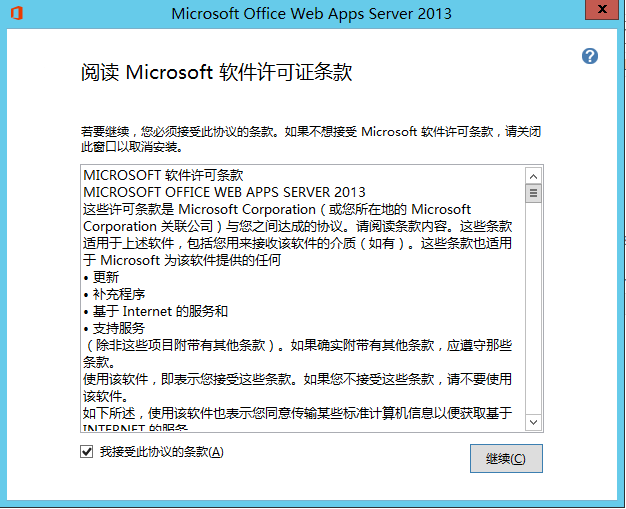 Microsoft Office Web Apps Server 2013
阅读 Microsoft 软件许可证条款
若要继续，您必须接受此协议的条款。如果不想接受 Microsoft 软件许可条款，请关闭
此窗口以取消安装。
MICROSOFT 软件许可条款
MICROSOFT OFFICE WEB APPS SERVER 2013
这些许可条款是 Microsoft Corporation（或您所在地的 Microsoft
Corporation 关联公司）与您之间达成的协议。请阅读条款内容。这些条款
适用于上述软件，包括您用来接收该软件的介质（如有）。这些条款也适用
于 Microsoft 为该软件提供的任何
• 更新
• 补充程序
• 基于 Internet 的服务和
• 支持服务
（除非这些项目附带有其他条款）。如果确实附带有其他条款，应遵守那些
条款。
使用该软件，即表示您接受这些条款。如果您不接受这些条款，请不要使用
该软件。
如下所述，使用该软件也表示您同意传输某些标准计算机信息以便获取基于
INTERNET 的服务
我接受此协议的条款(A)
继续(C)